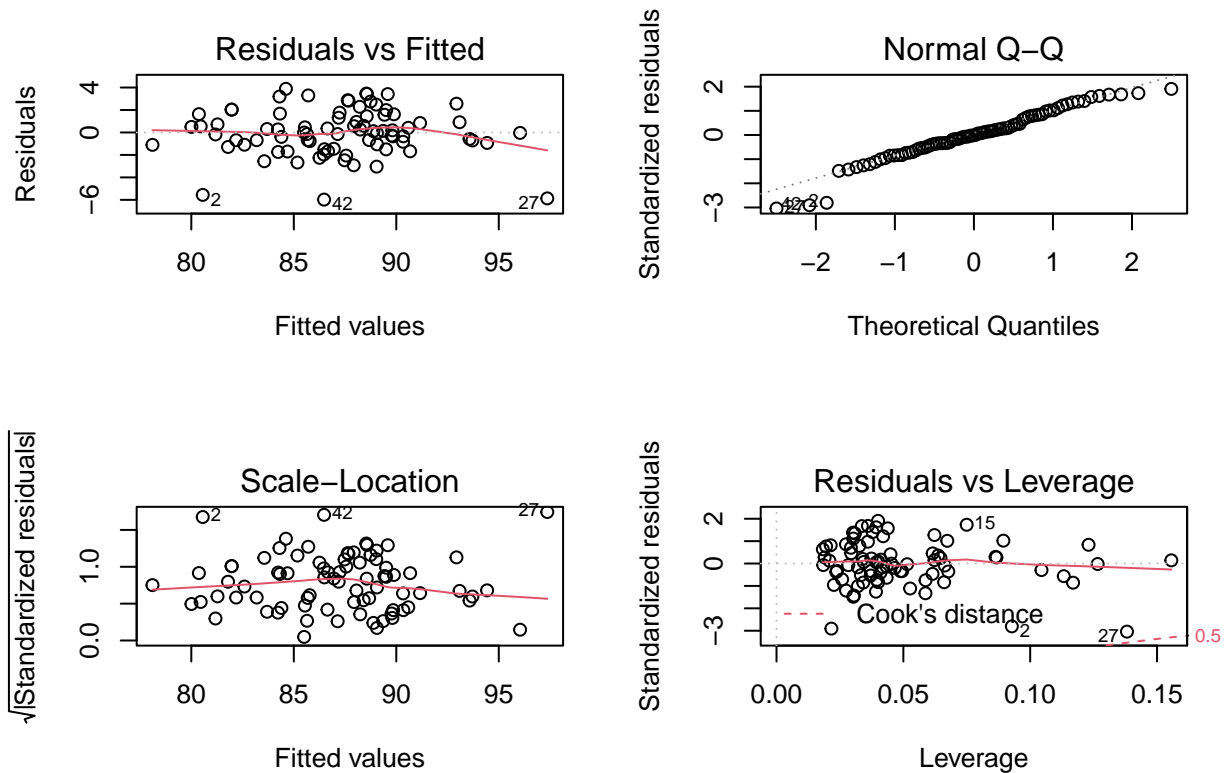 Residuals vs Fitted
Residuals
4
0
−6
2
42
27
80 85 90 95
Fitted values
Normal Q−Q
Standardized residuals
2
0
−3
42
27
2
−2 −1 0 1 2
Theoretical Quantiles
Scale−Location
√|Standardized residuals|
1.0
0.0
2
42
27
80 85 90 95
Fitted values
Residuals vs Leverage
Standardized residuals
2
0
−3
15
Cook's distance
2
27
0.5
0.00 0.05 0.10 0.15
Leverage